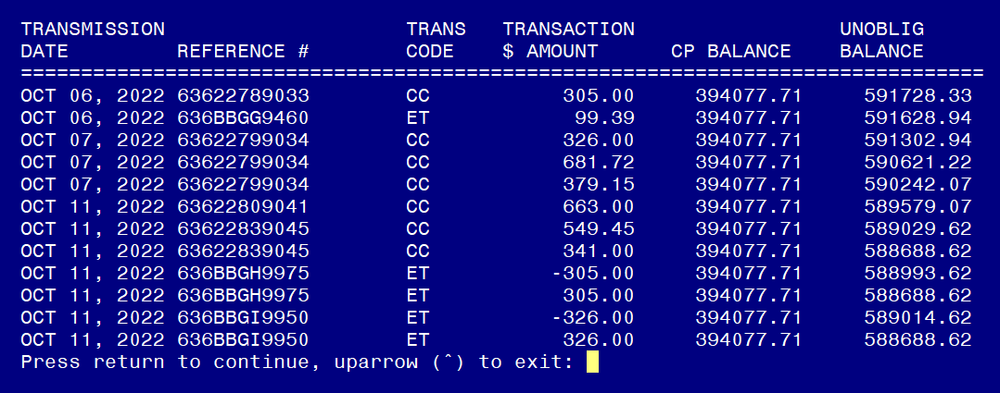 TRANSMISSION                    TRANS   TRANSACTION                 UNOBLIG
DATE         REFERENCE #        CODE    $ AMOUNT      CP BALANCE    BALANCE
================================================================================
OCT 06, 2022 63622789033        CC           305.00     394077.71     591728.33
OCT 06, 2022 636BBGG9460        ET            99.39     394077.71     591628.94
OCT 07, 2022 63622799034        CC           326.00     394077.71     591302.94
OCT 07, 2022 63622799034        CC           681.72     394077.71     590621.22
OCT 07, 2022 63622799034        CC           379.15     394077.71     590242.07
OCT 11, 2022 63622809041        CC           663.00     394077.71     589579.07
OCT 11, 2022 63622839045        CC           549.45     394077.71     589029.62
OCT 11, 2022 63622839045        CC           341.00     394077.71     588688.62
OCT 11, 2022 636BBGH9975        ET          -305.00     394077.71     588993.62
OCT 11, 2022 636BBGH9975        ET           305.00     394077.71     588688.62
OCT 11, 2022 636BBGI9950        ET          -326.00     394077.71     589014.62
OCT 11, 2022 636BBGI9950        ET           326.00     394077.71     588688.62
Press return to continue, uparrow (^) to exit: